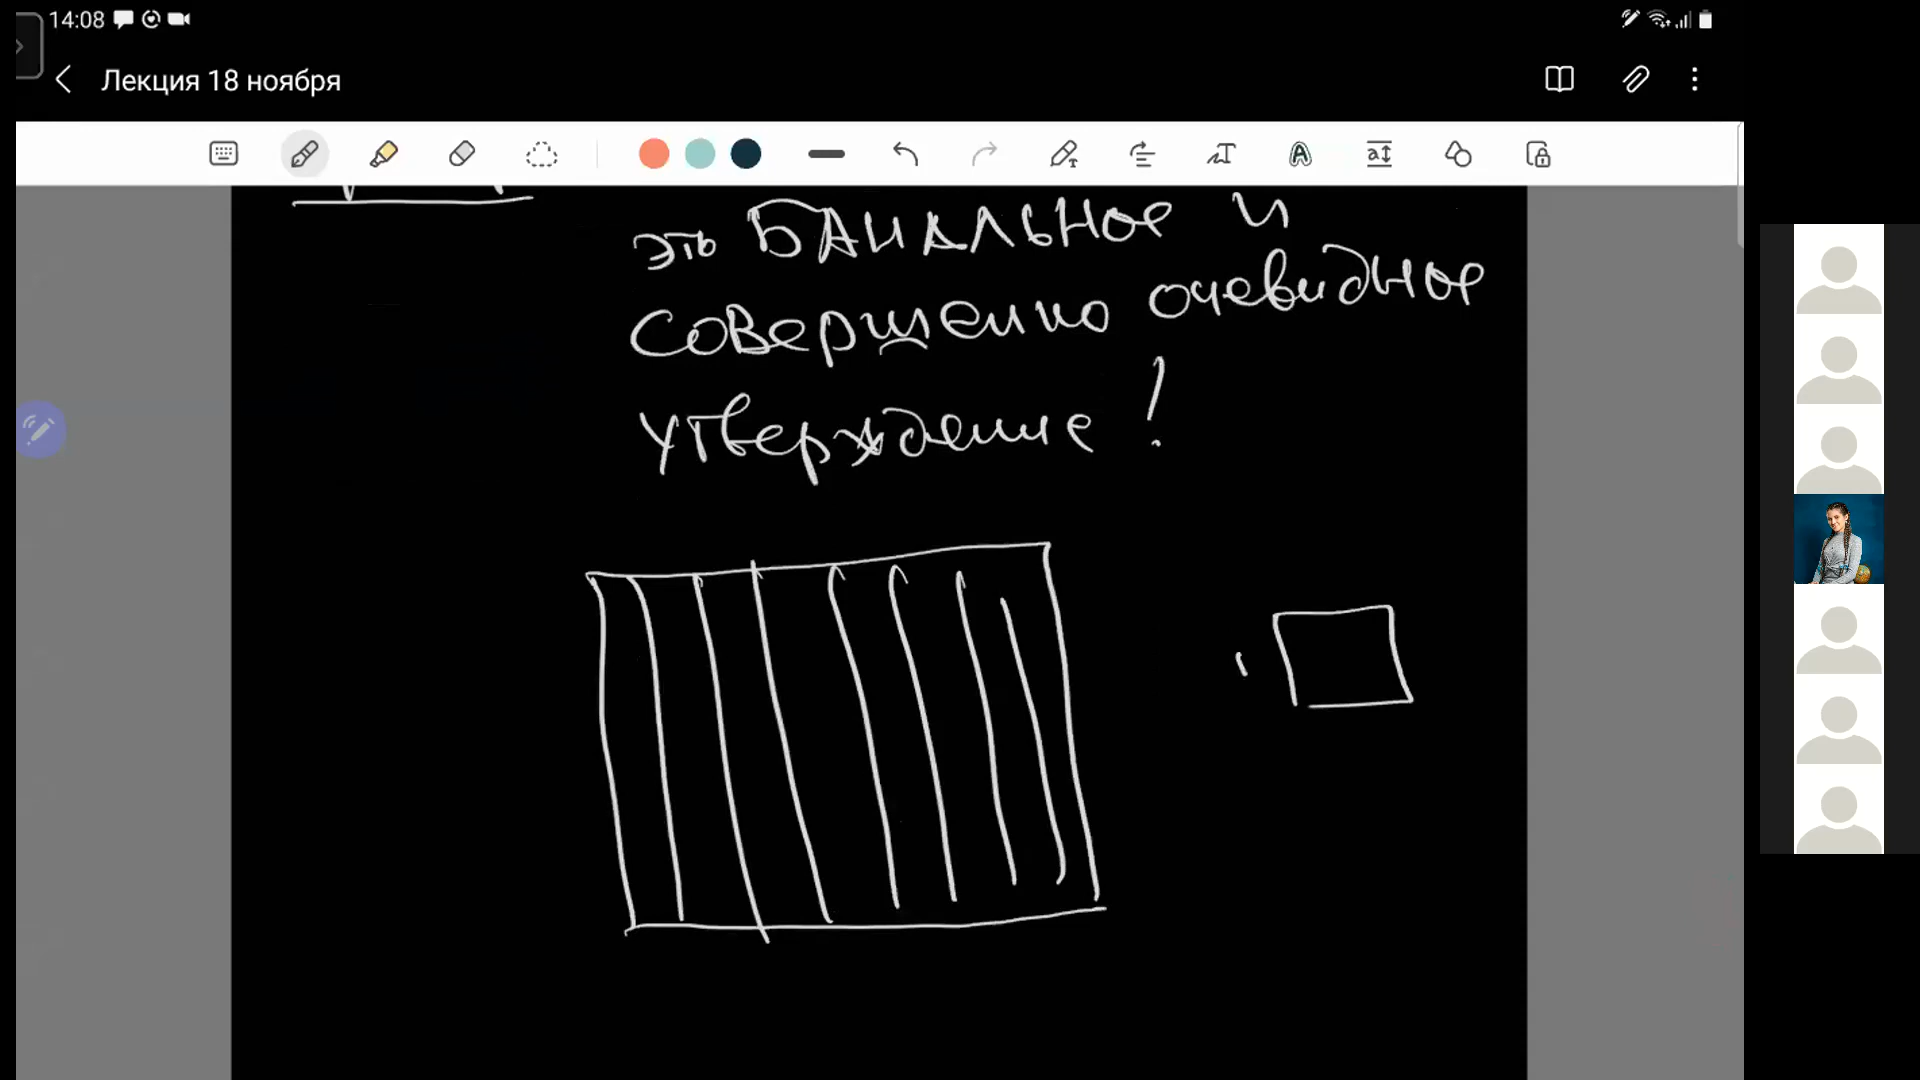 14:08
Лекция 18 ноября
это БАНАЛЬНОЕ и
совершенно очевидное
утверждение!